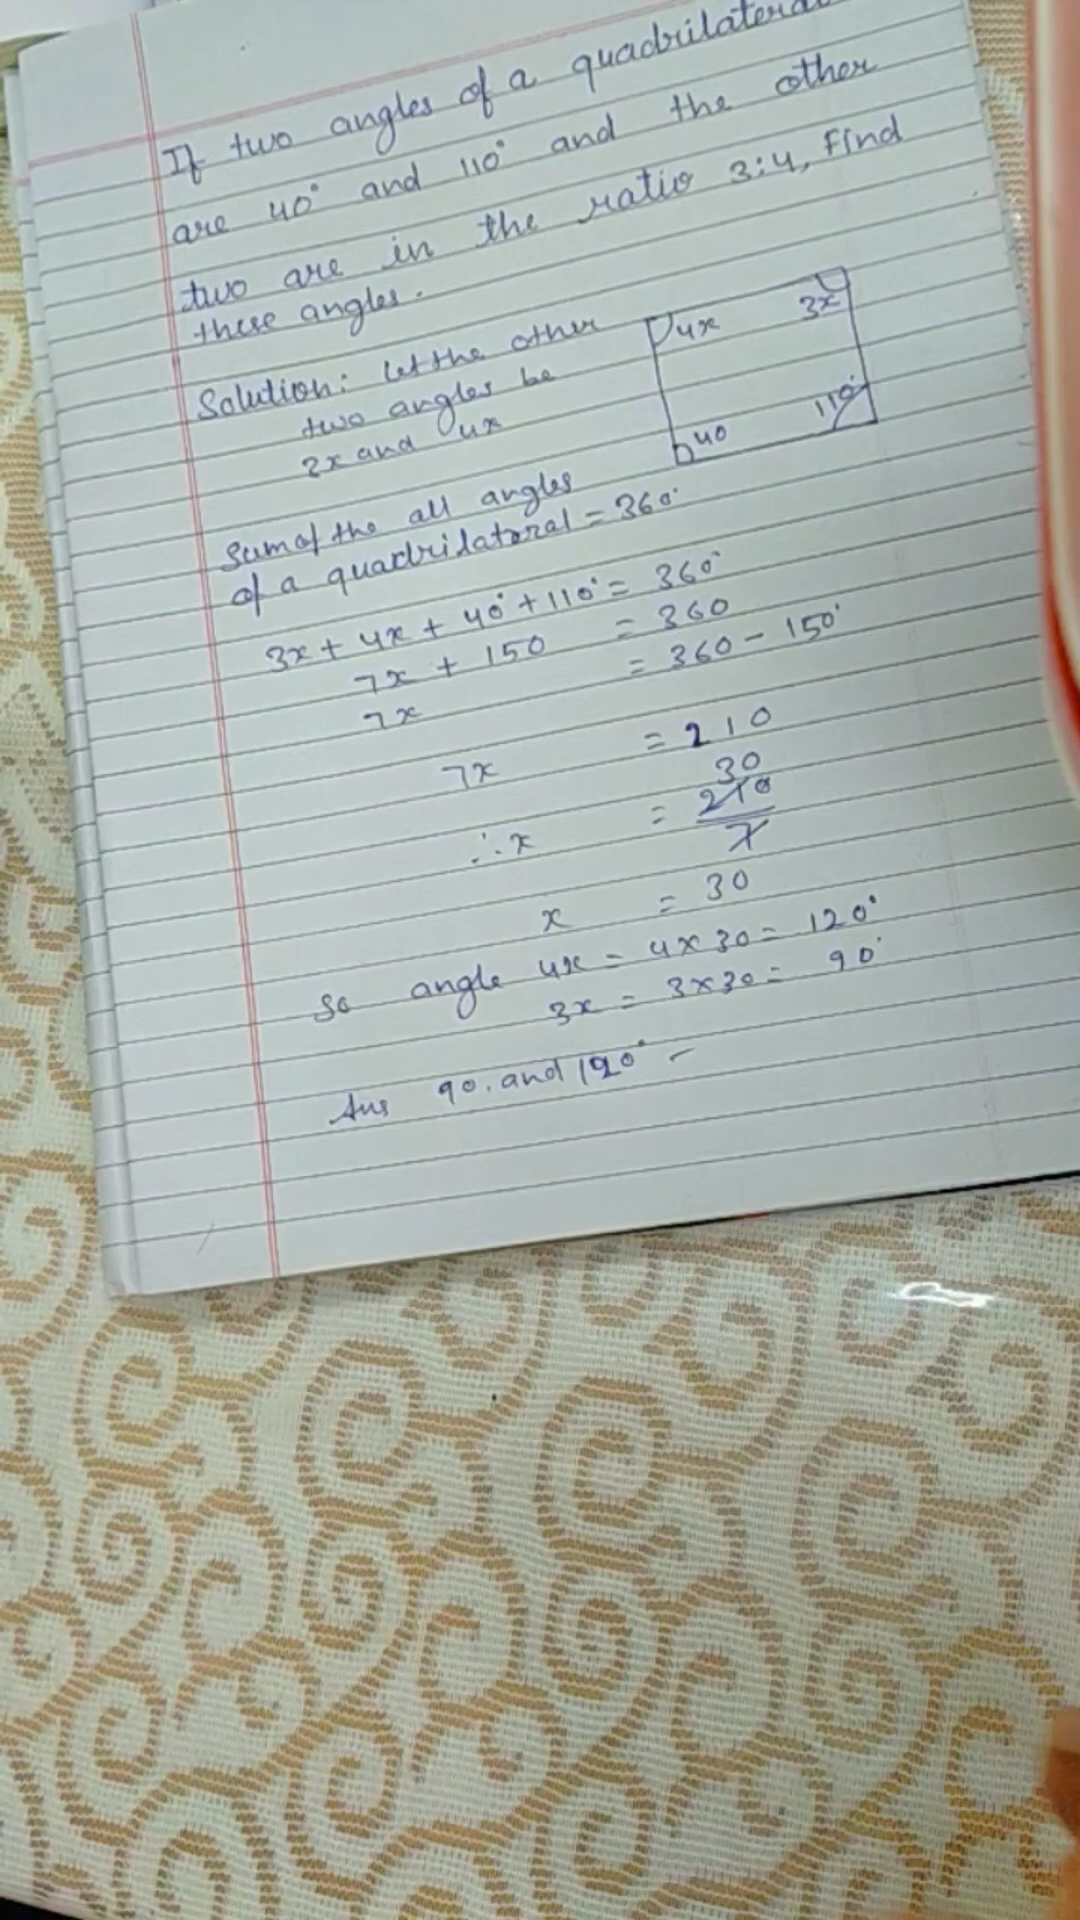 If two angles of a quadrilateral
are 40° and 110° and the other
two are in the ratio 3:4, Find
these angles.
Solution: let the other
two angles be
2x and 4x
4x 3x
40 110°
Sum of the all angles
of a quadrilatoral = 360°
3x + 4x + 40° + 110° = 360°
7x + 150 = 360
7x = 360 - 150°
7x = 210
30
∴ x = 210/7
x = 30
So angle 4x = 4x30 = 120°
3x = 3x30 = 90°
Ans 90. and 120°